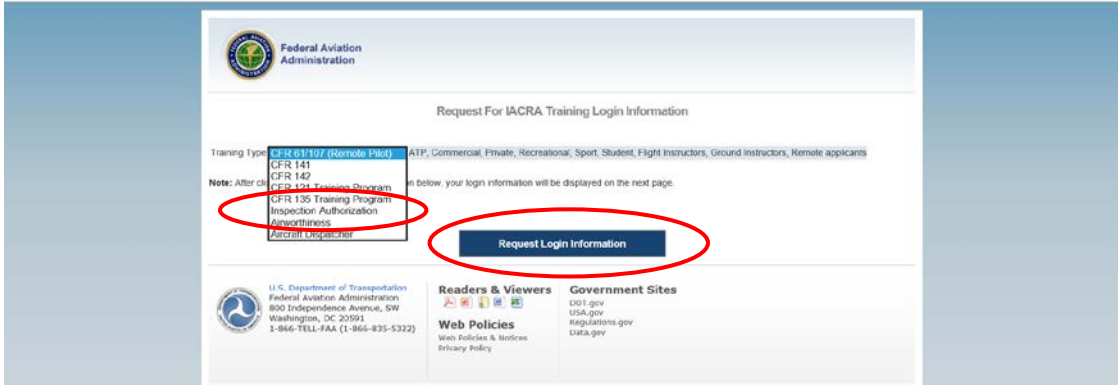 Federal Aviation
Administration
Request For IACRA Training Login Information
Training Type CFR 61/107 (Remote Pilot) ATP, Commercial, Private, Recreational, Sport, Student, Flight Instructors, Ground Instructors, Remote applicants
CFR 141
CFR 142
Note: After cli on below, your login information will be displayed on the next page.
CFR 121 Training Program
CFR 135 Training Program
Inspection Authorization
Airworthiness
Aircraft Dispatcher
Request Login Information
U.S. Department of Transportation
Federal Aviation Administration
800 Independence Avenue, SW
Washington, DC 20591
1-866-TELL-FAA (1-866-835-5322)
Readers & Viewers
Web Policies
Web Policies & Notices
Privacy Policy
Government Sites
DOT.gov
USA.gov
Regulations.gov
Data.gov